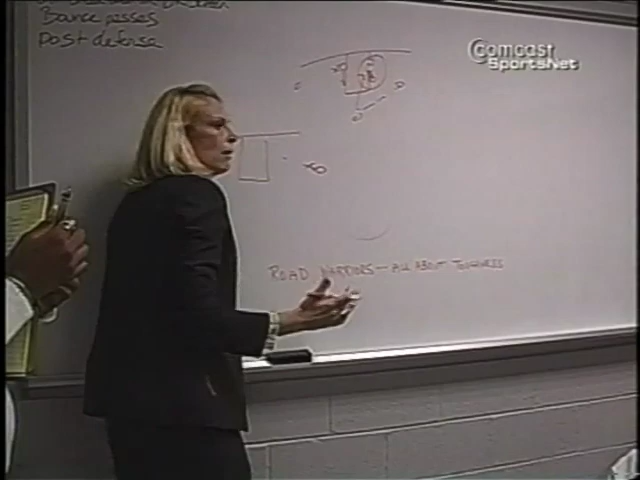 Bounce passes
Post defense
Comcast
SportsNet
ROAD WARRIORS - ALL ABOUT TOUGHNESS